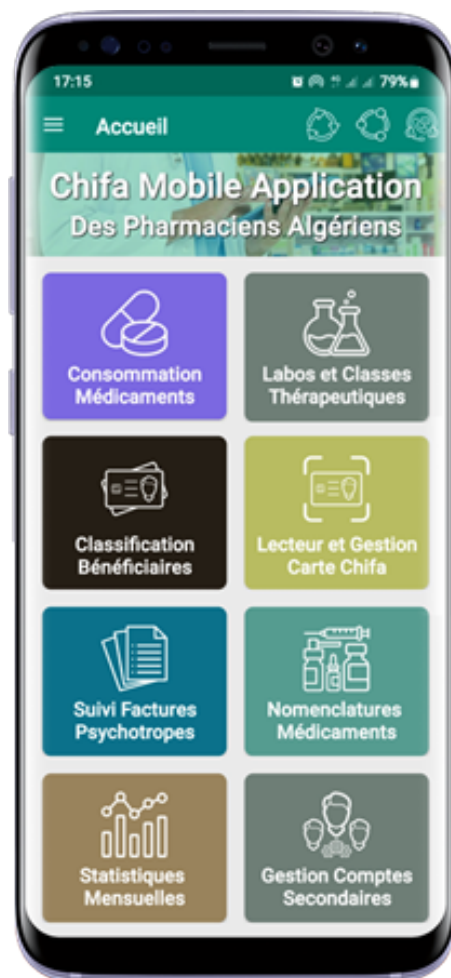 17:15
79%
Accueil
Chifa Mobile Application
Des Pharmaciens Algériens
Consommation
Médicaments
Labos et Classes
Thérapeutiques
Classification
Bénéficiaires
Lecteur et Gestion
Carte Chifa
Suivi Factures
Psychotropes
Nomenclatures
Médicaments
Statistiques
Mensuelles
Gestion Comptes
Secondaires